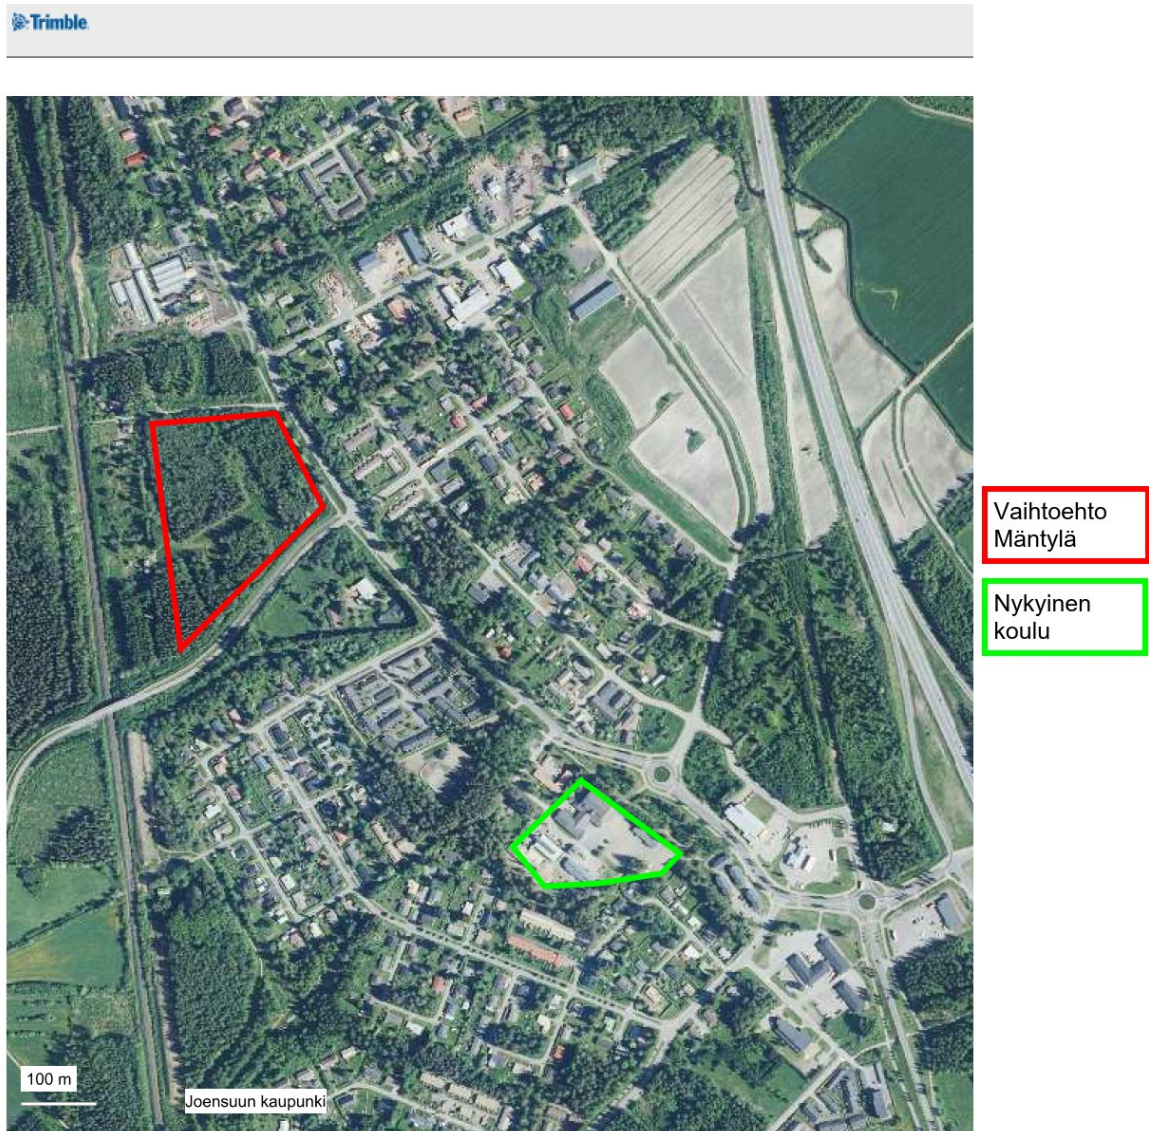 Trimble.
Vaihtoehto
Mäntylä
Nykyinen
koulu
100 m
Joensuun kaupunki